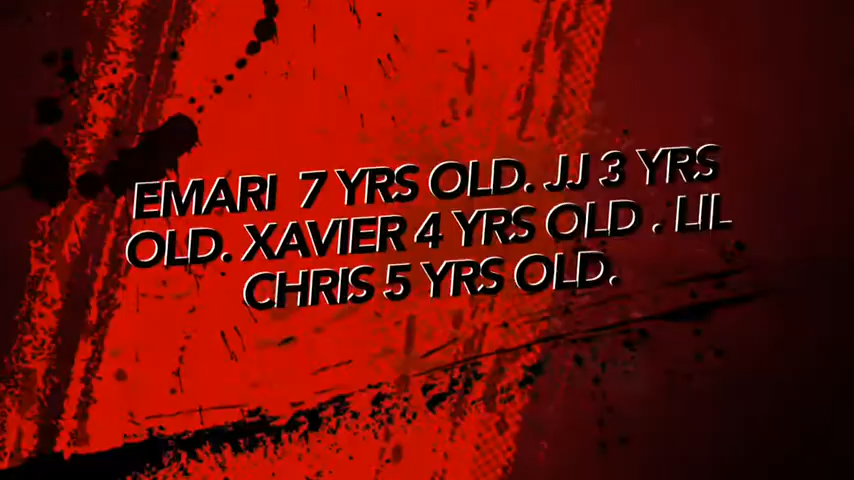 EMARI 7 YRS OLD. JJ 3 YRS
OLD. XAVIER 4 YRS OLD . LIL
CHRIS 5 YRS OLD.